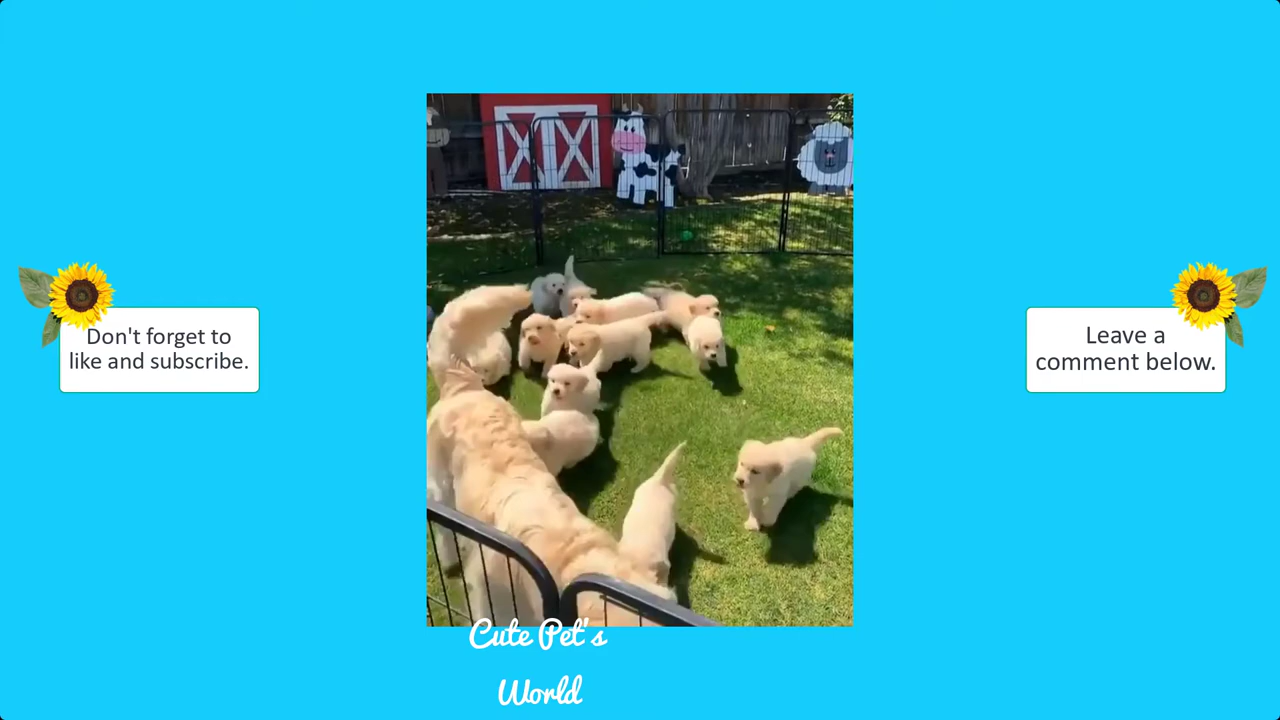 Don't forget to
like and subscribe.
Leave a
comment below.
Cute Pet's
World